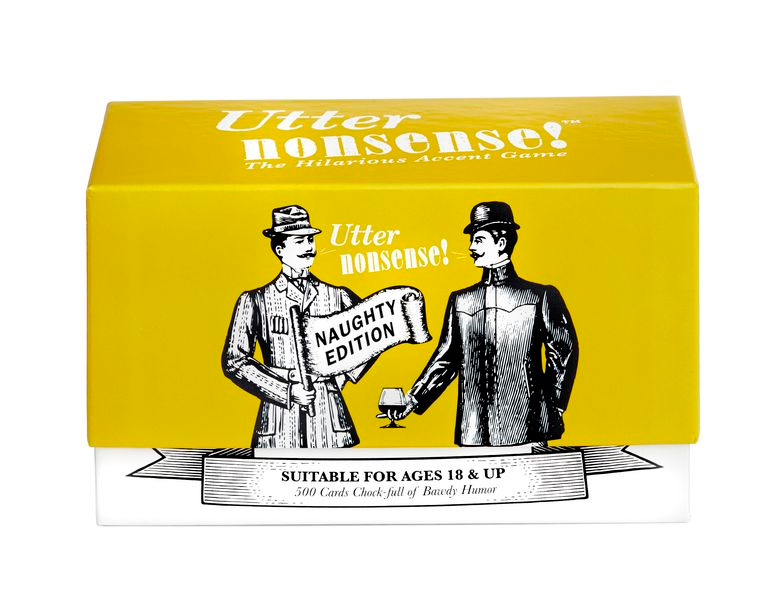 Utter
nonsense!™
The Hilarious Accent Game
Utter
nonsense!
NAUGHTY
EDITION
SUITABLE FOR AGES 18 & UP
500 Cards Chock-full of Bawdy Humor